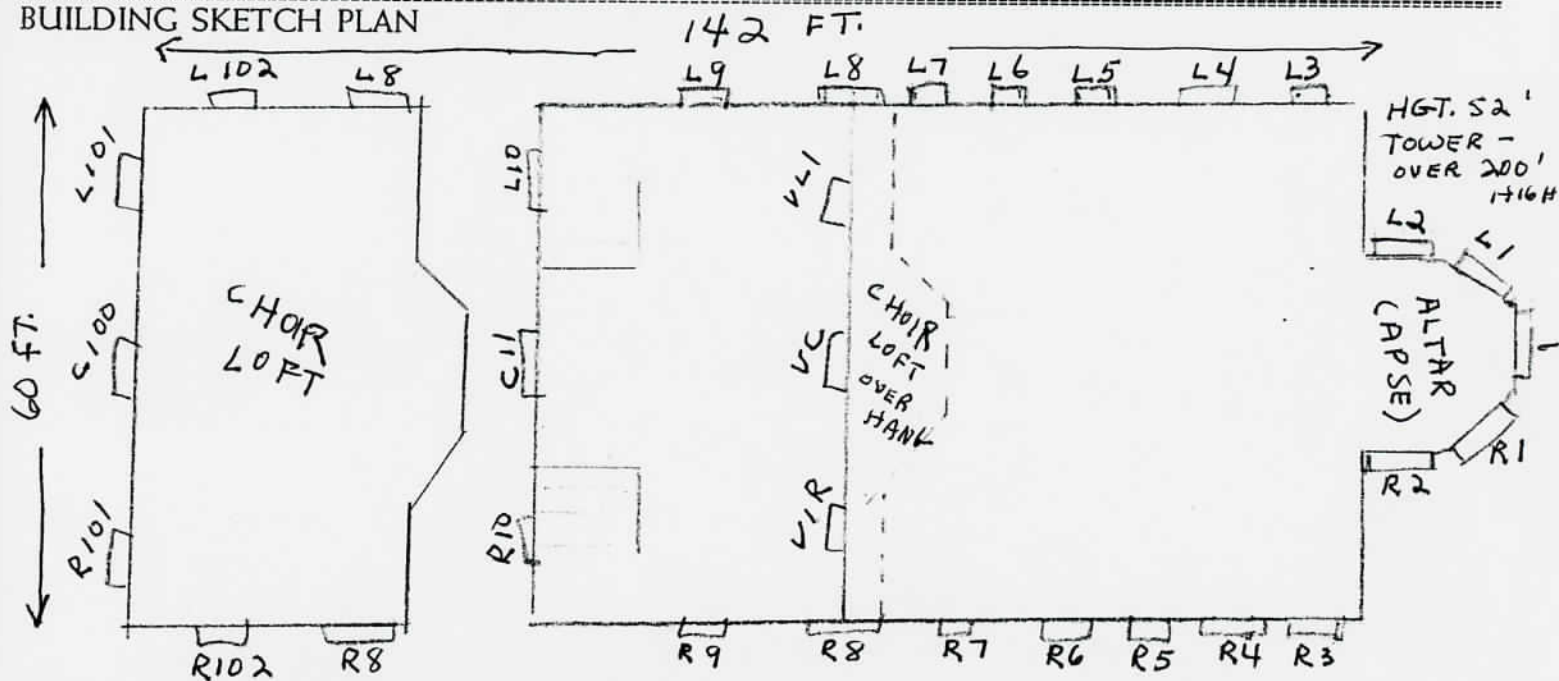 BUILDING SKETCH PLAN
142 FT.
L102
L8
L9
L8
L7
L6
L5
L4
L3
HGT. 52'
TOWER -
OVER 200'
L101
L10
VL1
L2
L1
60 FT.
C100
CHOIR
LOFT
C11
VC
CHOIR
LOFT
OVER
HANG
ALTAR
(APSE)
1
R101
R10
V1R
R2
R1
R102
R8
R9
R8
R7
R6
R5
R4
R3